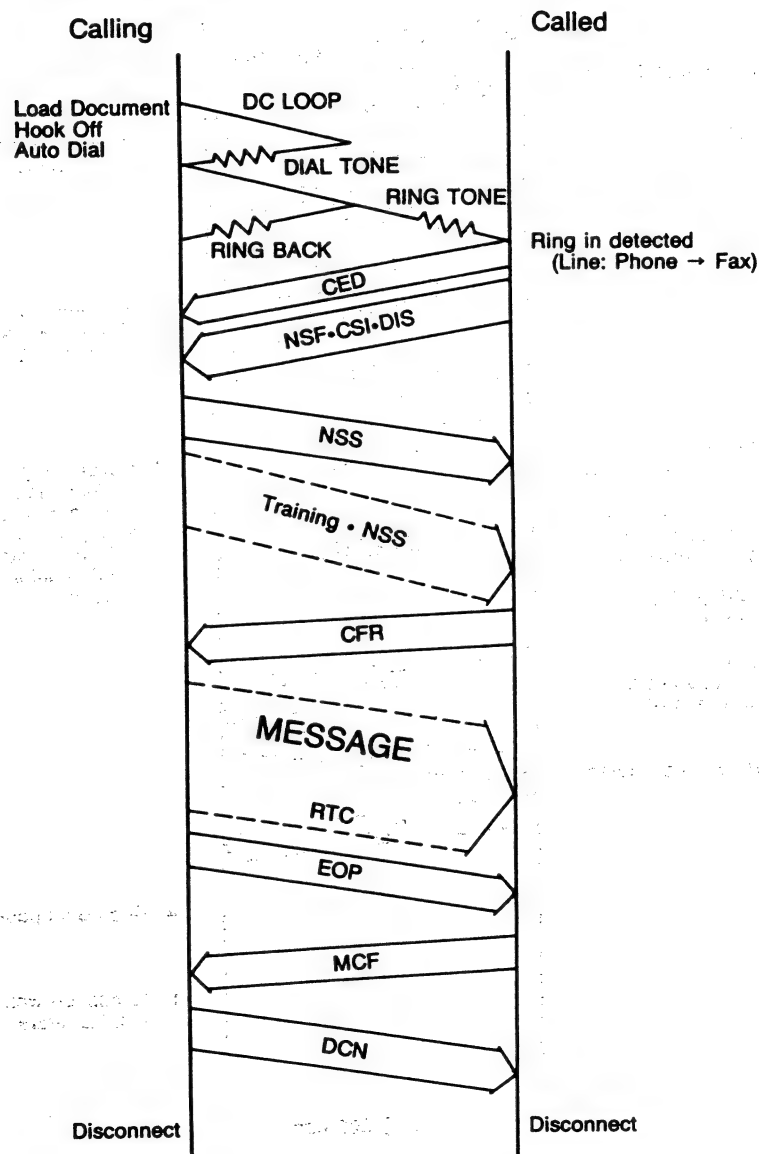 Calling
Called
Load Document
Hook Off
Auto Dial
DC LOOP
DIAL TONE
RING TONE
RING BACK
Ring in detected
(Line: Phone → Fax)
CED
NSF•CSI•DIS
NSS
Training • NSS
CFR
MESSAGE
RTC
EOP
MCF
DCN
Disconnect
Disconnect